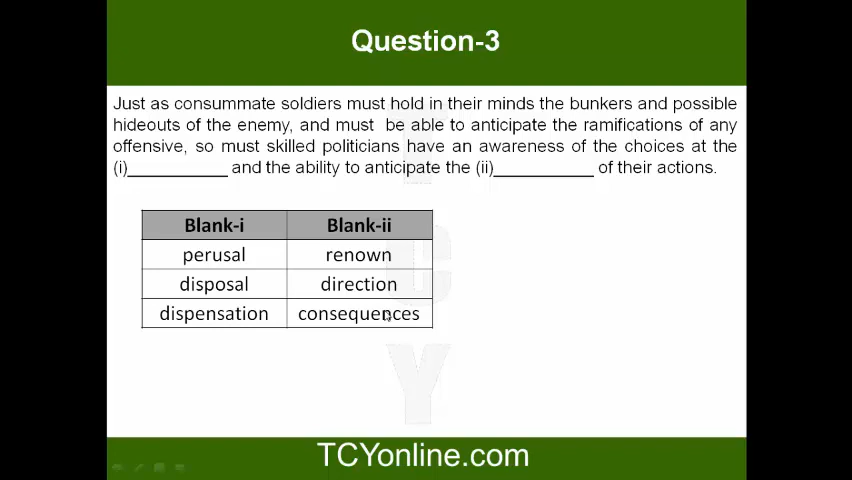 Question-3
Just as consummate soldiers must hold in their minds the bunkers and possible
hideouts of the enemy, and must be able to anticipate the ramifications of any
offensive, so must skilled politicians have an awareness of the choices at the
(i)___________ and the ability to anticipate the (ii)___________ of their actions.
Blank-i Blank-ii
perusal renown
disposal direction
dispensation consequences
T
C
Y
TCYonline.com